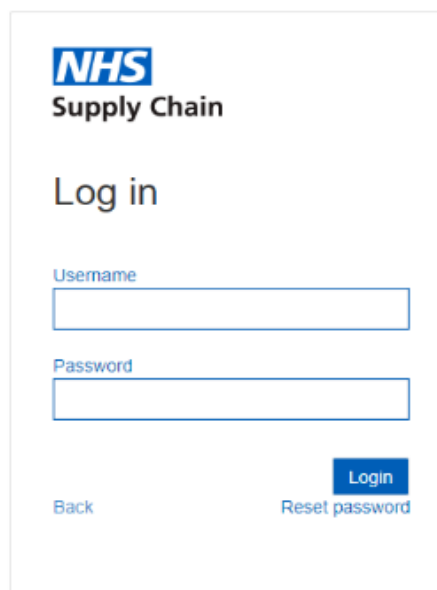 NHS
Supply Chain
Log in
Username
Password
Login
Back Reset password